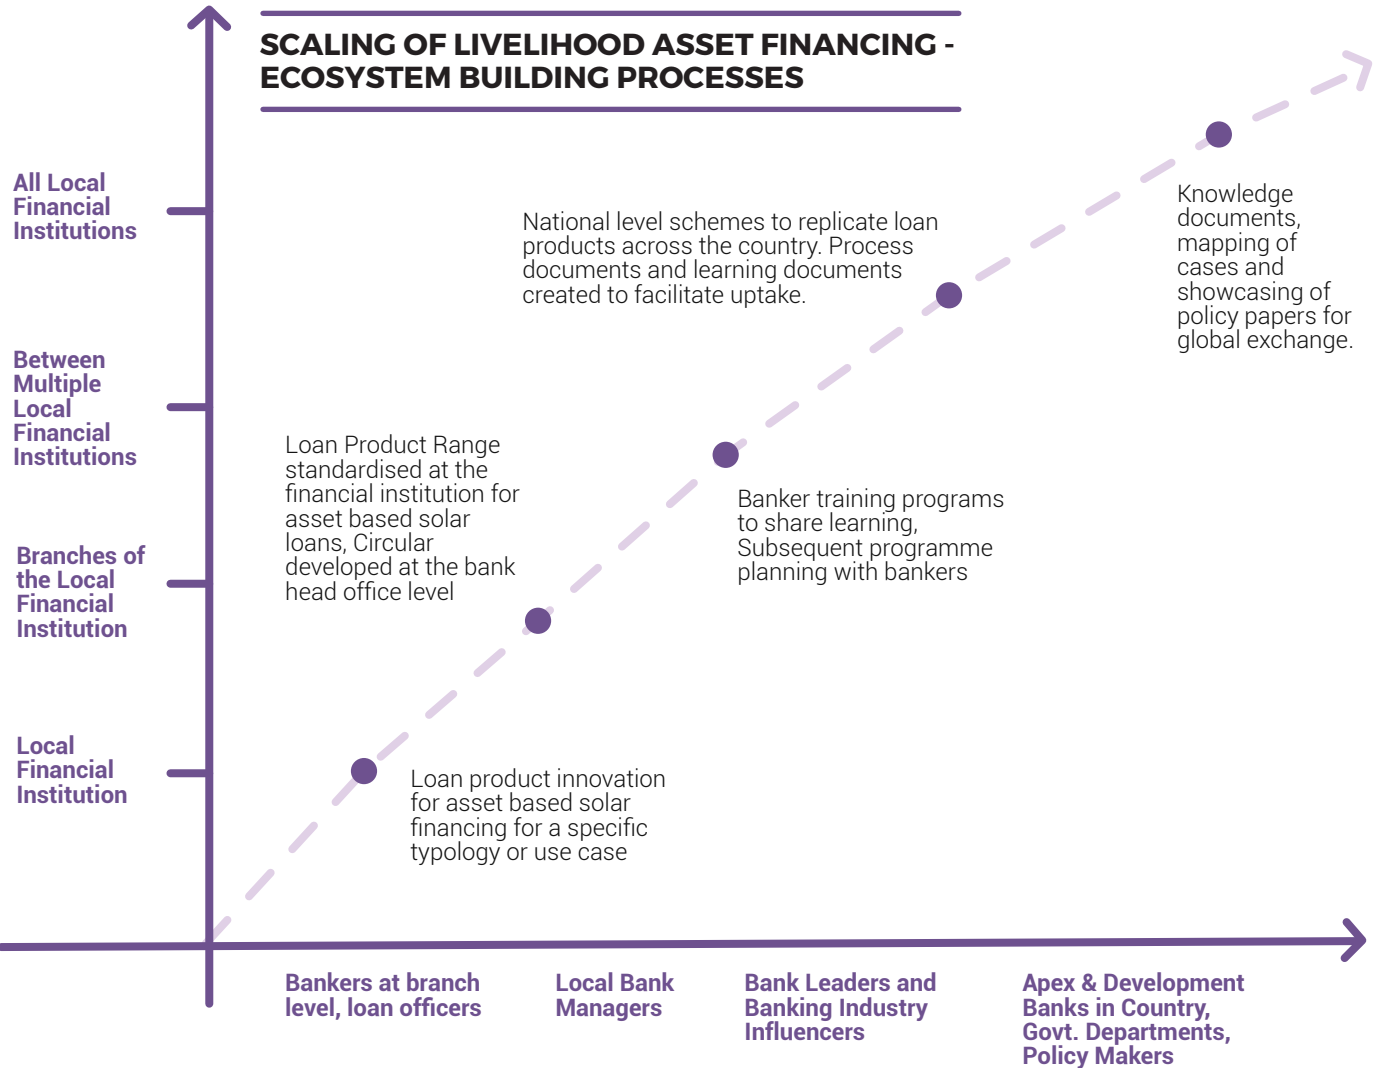 SCALING OF LIVELIHOOD ASSET FINANCING -
ECOSYSTEM BUILDING PROCESSES
All Local
Financial
Institutions
Between
Multiple
Local
Financial
Institutions
Branches of
the Local
Financial
Institution
Local
Financial
Institution
Knowledge
documents,
mapping of
cases and
showcasing of
policy papers for
global exchange.
National level schemes to replicate loan
products across the country. Process
documents and learning documents
created to facilitate uptake.
Loan Product Range
standardised at the
financial institution for
asset based solar
loans, Circular
developed at the bank
head office level
Banker training programs
to share learning,
Subsequent programme
planning with bankers
Loan product innovation
for asset based solar
financing for a specific
typology or use case
Bankers at branch
level, loan officers
Local Bank
Managers
Bank Leaders and
Banking Industry
Influencers
Apex & Development
Banks in Country,
Govt. Departments,
Policy Makers